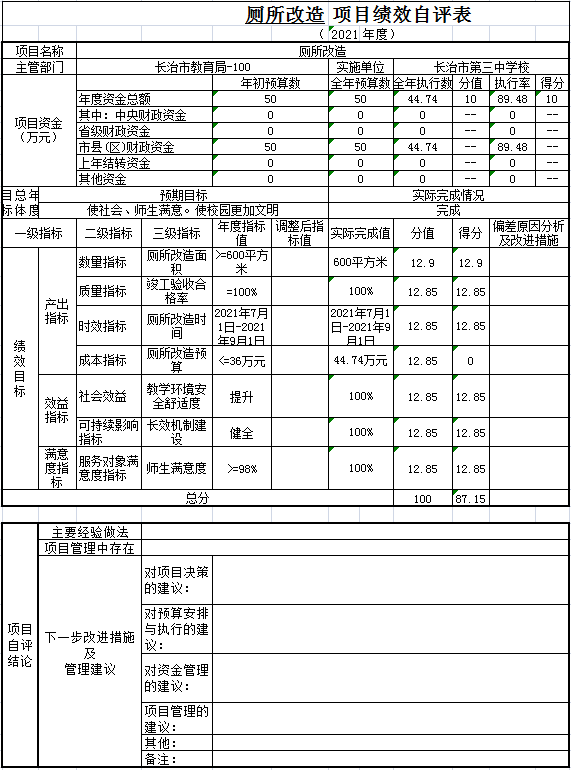 厕所改造 项目绩效自评表
( 2021 年度)
项目名称 厕所改造
主管部门 长治市教育局-100 实施单位 长治市第三中学校
项目资金
(万元)
年初预算数 全年预算数 全年执行数 分值 执行率 得分
年度资金总额 50 50 44.74 10 89.48 10
其中: 中央财政资金 0 0 0 -- 0 --
省级财政资金 0 0 0 -- 0 --
市县(区)财政资金 50 50 44.74 -- 89.48 --
上年结转资金 0 0 0 -- 0 --
其他资金 0 0 0 -- 0 --
目总年
标体度
预期目标 实际完成情况
使社会、师生满意。使校园更加文明 完成
一级指标 二级指标 三级指标 年度指标
值
调整后指
标值
实际完成值 分值 得分 偏差原因分析
及改进措施
绩
效
目
标
产出
指标
数量指标 厕所改造面
积
>=600平方
米
600平方米 12.9 12.9
质量指标 竣工验收合
格率
=100% 100% 12.85 12.85
时效指标 厕所改造时
间
2021年7月1
1日-2021
年9月1日
2021年7月1
日-2021年9
月1日
12.85 12.85
成本指标 厕所改造预
算
<=36万元 44.74万元 12.85 0
效益
指标
社会效益 教学环境安
全舒适度
提升 100% 12.85 12.85
可持续影响
指标
长效机制建
设
健全 100% 12.85 12.85
满意
度指
标
服务对象满
意度指标
师生满意度 >=98% 100% 12.85 12.85
总分 100 87.15
项目
自评
结论
主要经验做法
项目管理中存在
下一步改进措施
及
管理建议
对项目决策
的建议:
对预算安排
与执行的建
议:
对资金管理
的建议:
项目管理的
建议:
其他:
备注: